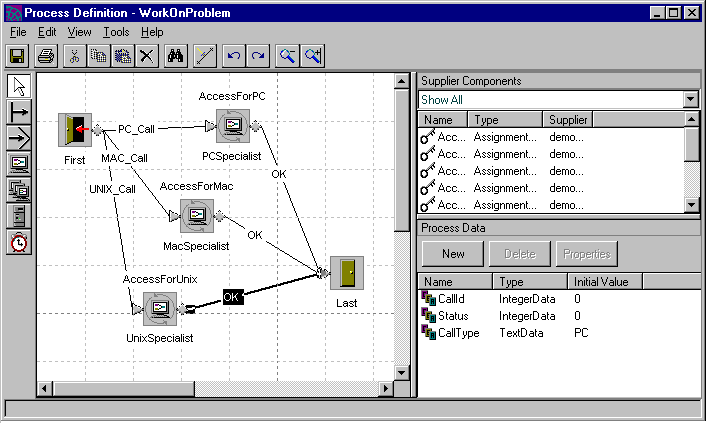 Process Definition - WorkOnProblem
File Edit View Tools Help
Supplier Components
Show All
Name Type Supplier
Acc... Assignment... demo...
Acc... Assignment... demo...
Acc... Assignment... demo...
Acc... Assignment... demo...
Acc... Assignment... demo...
Process Data
New Delete Properties
Name Type Initial Value
CallId IntegerData 0
Status IntegerData 0
CallType TextData PC
AccessForPC
PC_Call
First
PCSpecialist
MAC_Call
OK
UNIX_Call
AccessForMac
MacSpecialist
OK
AccessForUnix
OK
Last
UnixSpecialist